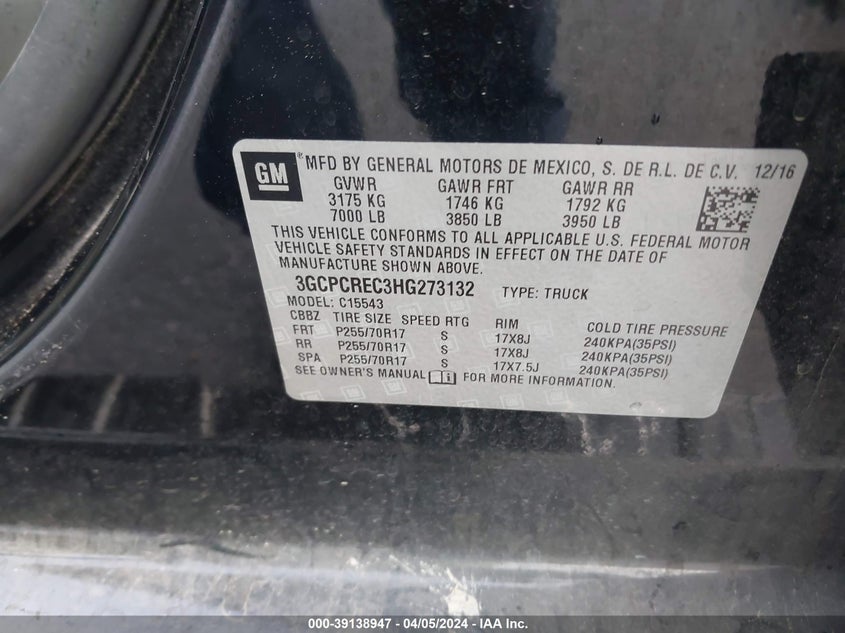 GM ® MFD BY GENERAL MOTORS DE MEXICO, S. DE R.L. DE C.V. 12/16
GVWR GAWR FRT GAWR RR
3175 KG 1746 KG 1792 KG
7000 LB 3850 LB 3950 LB
THIS VEHICLE CONFORMS TO ALL APPLICABLE U.S. FEDERAL MOTOR
VEHICLE SAFETY STANDARDS IN EFFECT ON THE DATE OF
MANUFACTURE SHOWN ABOVE.
3GCPCREC3HG273132 TYPE: TRUCK
MODEL: C15543
CBBZ TIRE SIZE SPEED RTG RIM COLD TIRE PRESSURE
FRT P255/70R17 S 17X8J 240KPA(35PSI)
RR P255/70R17 S 17X8J 240KPA(35PSI)
SPA P255/70R17 S 17X7.5J 240KPA(35PSI)
SEE OWNER'S MANUAL FOR MORE INFORMATION.
000-39138947 - 04/05/2024 - IAA Inc.